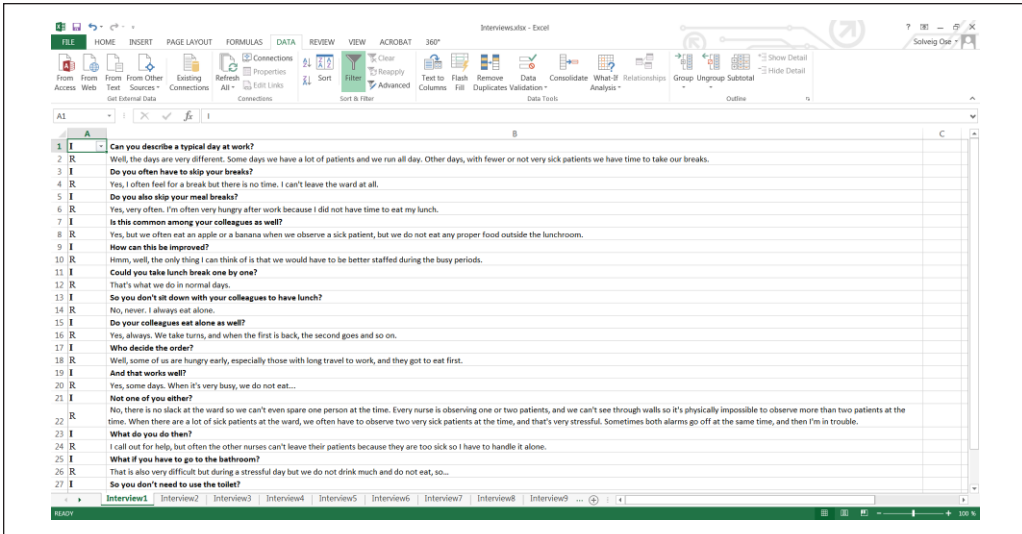 Interviews.xlsx - Excel
Solveig Ose
FILE HOME INSERT PAGE LAYOUT FORMULAS DATA REVIEW VIEW ACROBAT 360°
From Access
From Web
From Text
From Other Sources
Existing Connections
Refresh All
Connections
Properties
Edit Links
Sort
Filter
Clear
Reapply
Advanced
Text to Columns
Flash Fill
Remove Duplicates
Data Validation
Consolidate
What-If Analysis
Relationships
Group
Ungroup
Subtotal
Show Detail
Hide Detail
Get External Data Connections Sort & Filter Data Tools Outline
A1 fx I
A B C
1 I Can you describe a typical day at work?
2 R Well, the days are very different. Some days we have a lot of patients and we run all day. Other days, with fewer or not very sick patients we have time to take our breaks.
3 I Do you often have to skip your breaks?
4 R Yes, I often feel for a break but there is no time. I can't leave the ward at all.
5 I Do you also skip your meal breaks?
6 R Yes, very often. I'm often very hungry after work because I did not have time to eat my lunch.
7 I Is this common among your colleagues as well?
8 R Yes, but we often eat an apple or a banana when we observe a sick patient, but we do not eat any proper food outside the lunchroom.
9 I How can this be improved?
10 R Hmm, well, the only thing I can think of is that we would have to be better staffed during the busy periods.
11 I Could you take lunch break one by one?
12 R That's what we do in normal days.
13 I So you don't sit down with your colleagues to have lunch?
14 R No, never. I always eat alone.
15 I Do your colleagues eat alone as well?
16 R Yes, always. We take turns, and when the first is back, the second goes and so on.
17 I Who decide the order?
18 R Well, some of us are hungry early, especially those with long travel to work, and they got to eat first.
19 I And that works well?
20 R Yes, some days. When it's very busy, we do not eat...
21 I Not one of you either?
22 R No, there is no slack at the ward so we can't even spare one person at the time. Every nurse is observing one or two patients, and we can't see through walls so it's physically impossible to observe more than two patients at the
time. When there are a lot of sick patients at the ward, we often have to observe two very sick patients at the time, and that's very stressful. Sometimes both alarms go off at the same time, and then I'm in trouble.
23 I What do you do then?
24 R I call out for help, but often the other nurses can't leave their patients because they are too sick so I have to handle it alone.
25 I What if you have to go to the bathroom?
26 R That is also very difficult but during a stressful day but we do not drink much and do not eat, so...
27 I So you don't need to use the toilet?
Interview1 Interview2 Interview3 Interview4 Interview5 Interview6 Interview7 Interview8 Interview9 ...
READY 100 %